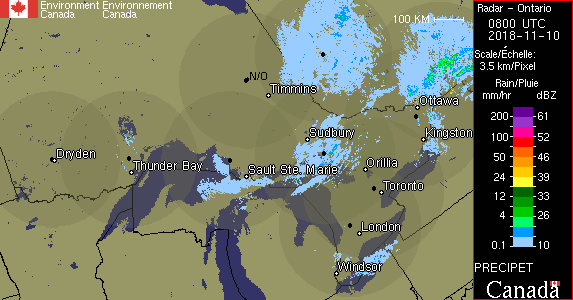 Environment Environnement
Canada Canada
100 KM
N/O
Timmins
Ottawa
Sudbury
Kingston
Dryden
Thunder Bay
Sault Ste. Marie
Orillia
Toronto
London
Windsor
Radar - Ontario
0800 UTC
2018-11-10
Scale/Échelle:
3.5 km/Pixel
Rain/Pluie
mm/hr dBZ
200 61
100 52
50 46
24 39
12 33
4 26
0.1 10
PRECIPET
Canada